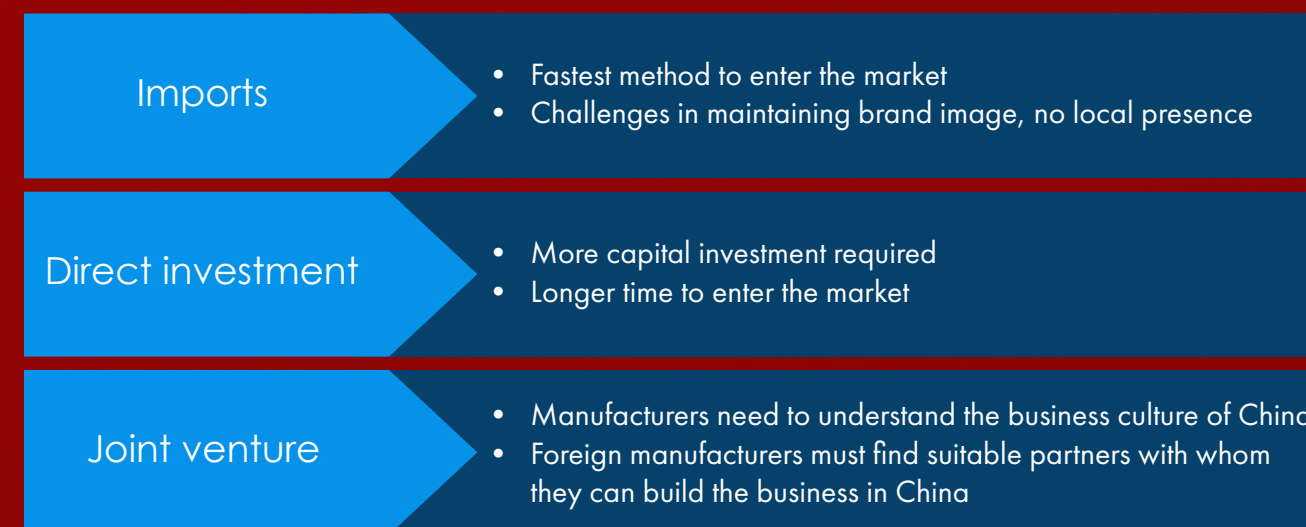 Imports
• Fastest method to enter the market
• Challenges in maintaining brand image, no local presence
Direct investment
• More capital investment required
• Longer time to enter the market
Joint venture
• Manufacturers need to understand the business culture of China
• Foreign manufacturers must find suitable partners with whom
they can build the business in China